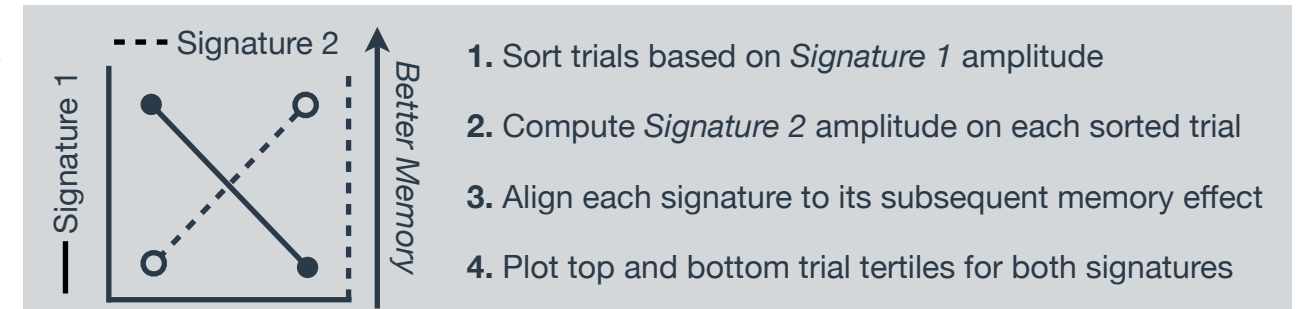 Signature 2
Signature 1
Better Memory
1. Sort trials based on Signature 1 amplitude
2. Compute Signature 2 amplitude on each sorted trial
3. Align each signature to its subsequent memory effect
4. Plot top and bottom trial tertiles for both signatures